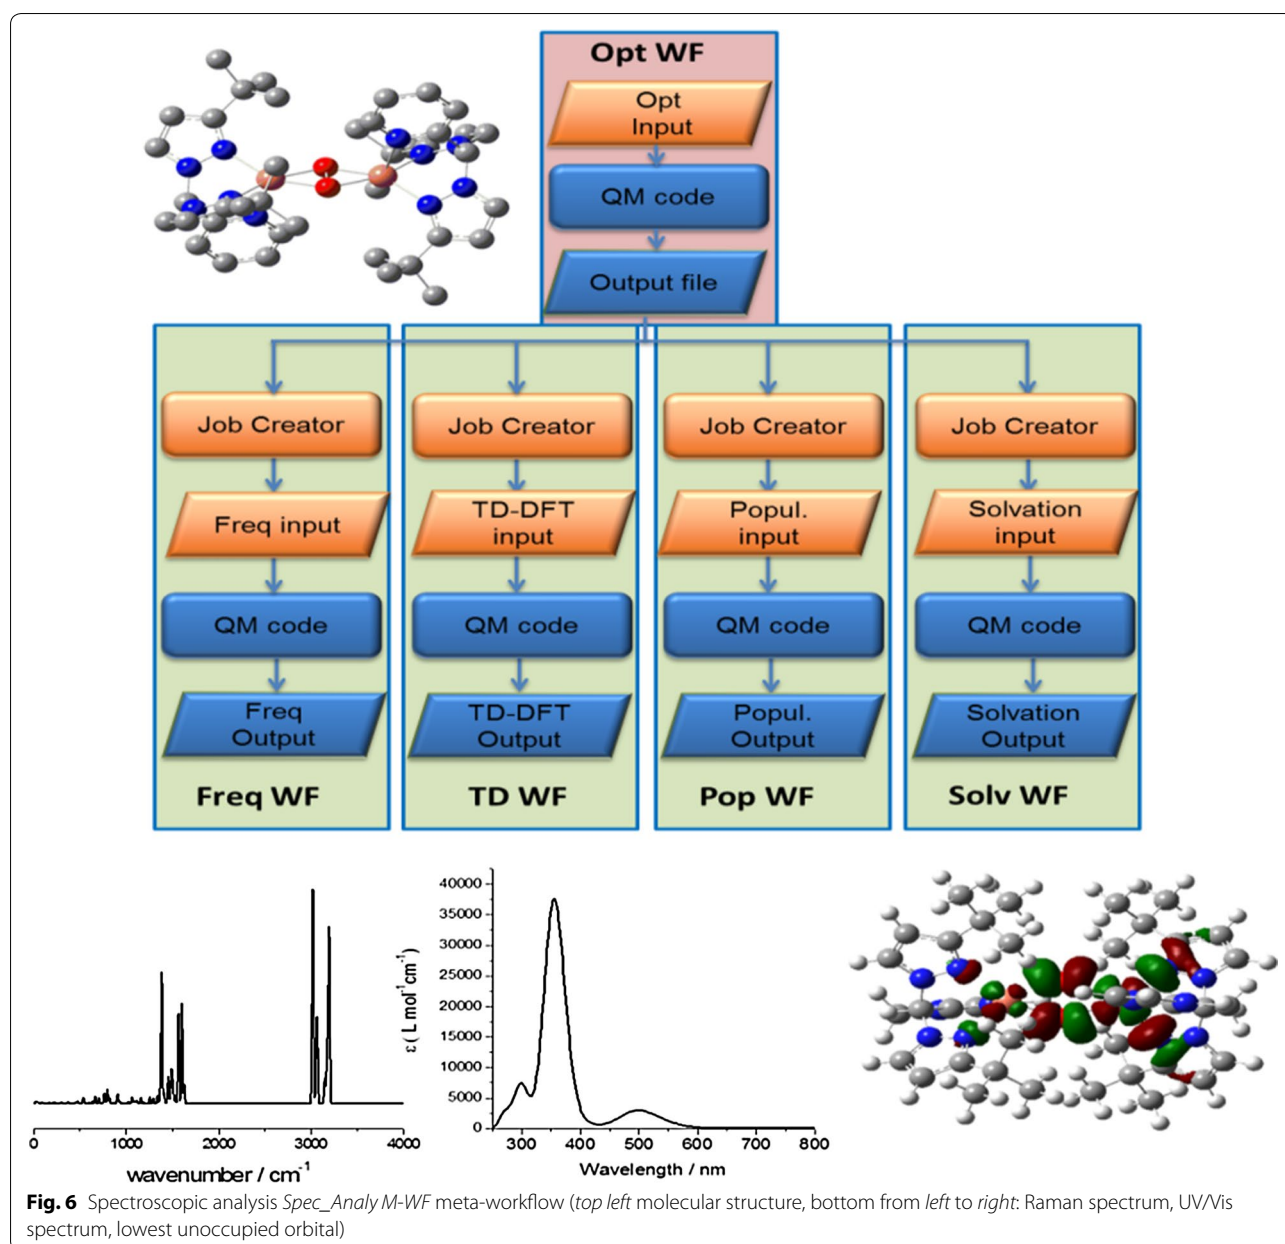 Opt WF
Opt
Input
QM code
Output file
Job Creator
Freq input
QM code
Freq
Output
Freq WF
Job Creator
TD-DFT
input
QM code
TD-DFT
Output
TD WF
Job Creator
Popul.
input
QM code
Popul.
Output
Pop WF
Job Creator
Solvation
input
QM code
Solvation
Output
Solv WF
0 1000 2000 3000 4000
wavenumber / cm⁻¹
40000
35000
30000
25000
20000
15000
10000
5000
0
ε ( L mol⁻¹cm⁻¹)
300 400 500 600 700 800
Wavelength / nm
Fig. 6 Spectroscopic analysis Spec_Analy M-WF meta-workflow (top left molecular structure, bottom from left to right: Raman spectrum, UV/Vis
spectrum, lowest unoccupied orbital)